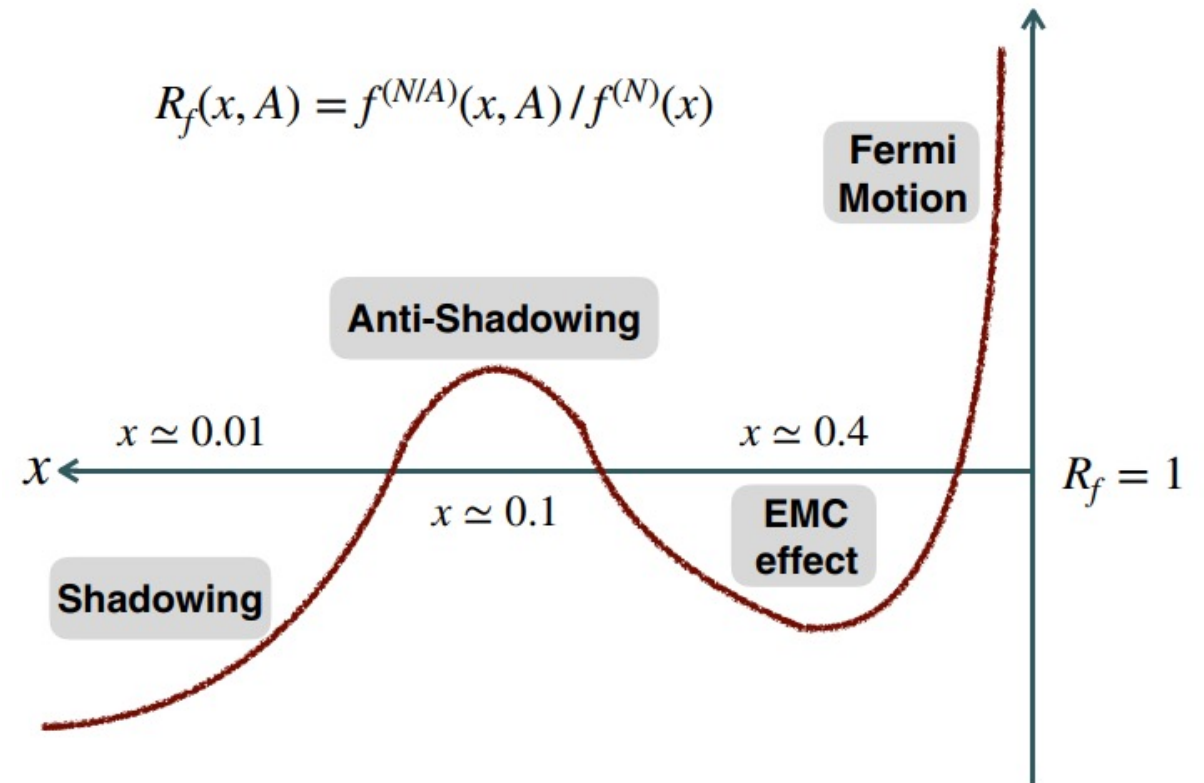 R_f(x, A) = f^{(N/A)}(x, A) / f^{(N)}(x)
Fermi
Motion
Anti-Shadowing
x ≃ 0.01
x ≃ 0.4
x
R_f = 1
x ≃ 0.1
EMC
effect
Shadowing